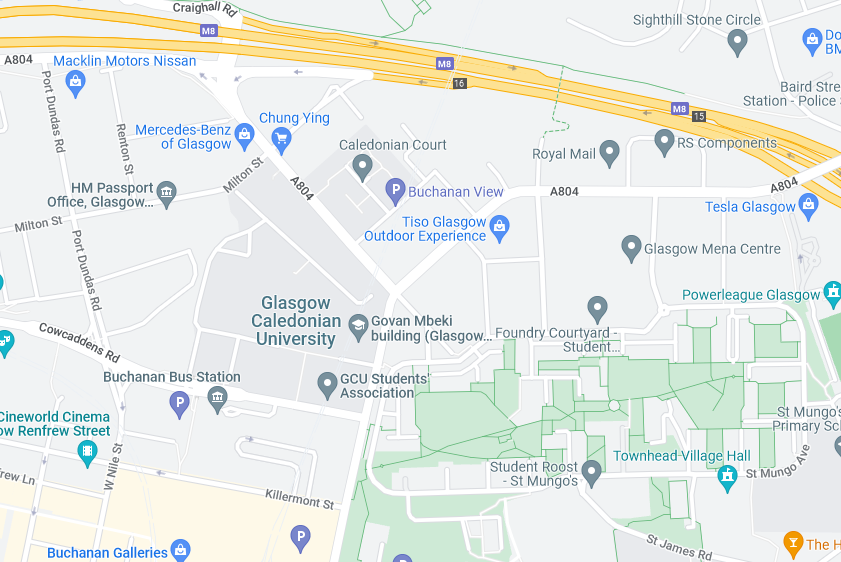 Craighall Rd
M8
Sighthill Stone Circle
Do
BM
A804
Macklin Motors Nissan
M8
16
Baird Stre
Station - Police S
M8
15
Port Dundas Rd
Renton St
Chung Ying
Mercedes-Benz
of Glasgow
Caledonian Court
Royal Mail
RS Components
HM Passport
Office, Glasgow...
Milton St
A804
P
Buchanan View
A804
A804
Tesla Glasgow
Milton St
Tiso Glasgow
Outdoor Experience
Port Dundas Rd
Glasgow Mena Centre
Powerleague Glasgow
Glasgow
Caledonian
University
Govan Mbeki
building (Glasgow...
Foundry Courtyard -
Student...
Cowcaddens Rd
Buchanan Bus Station
P
GCU Students'
Association
Cineworld Cinema
ow Renfrew Street
St Mungo's
Primary Sch
W Nile St
frew Ln
Killermont St
Student Roost
- St Mungo's
Townhead Village Hall
St Mungo Ave
P
Buchanan Galleries
P
St James Rd
The H